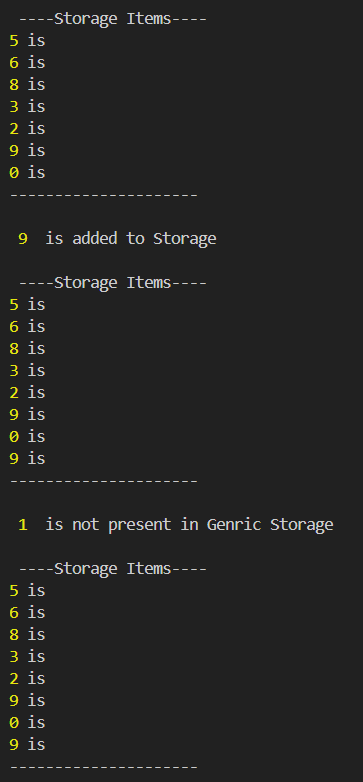 ----Storage Items----
5 is
6 is
8 is
3 is
2 is
9 is
0 is
---------------------
9  is added to Storage
----Storage Items----
5 is
6 is
8 is
3 is
2 is
9 is
0 is
9 is
---------------------
1  is not present in Genric Storage
----Storage Items----
5 is
6 is
8 is
3 is
2 is
9 is
0 is
9 is
---------------------